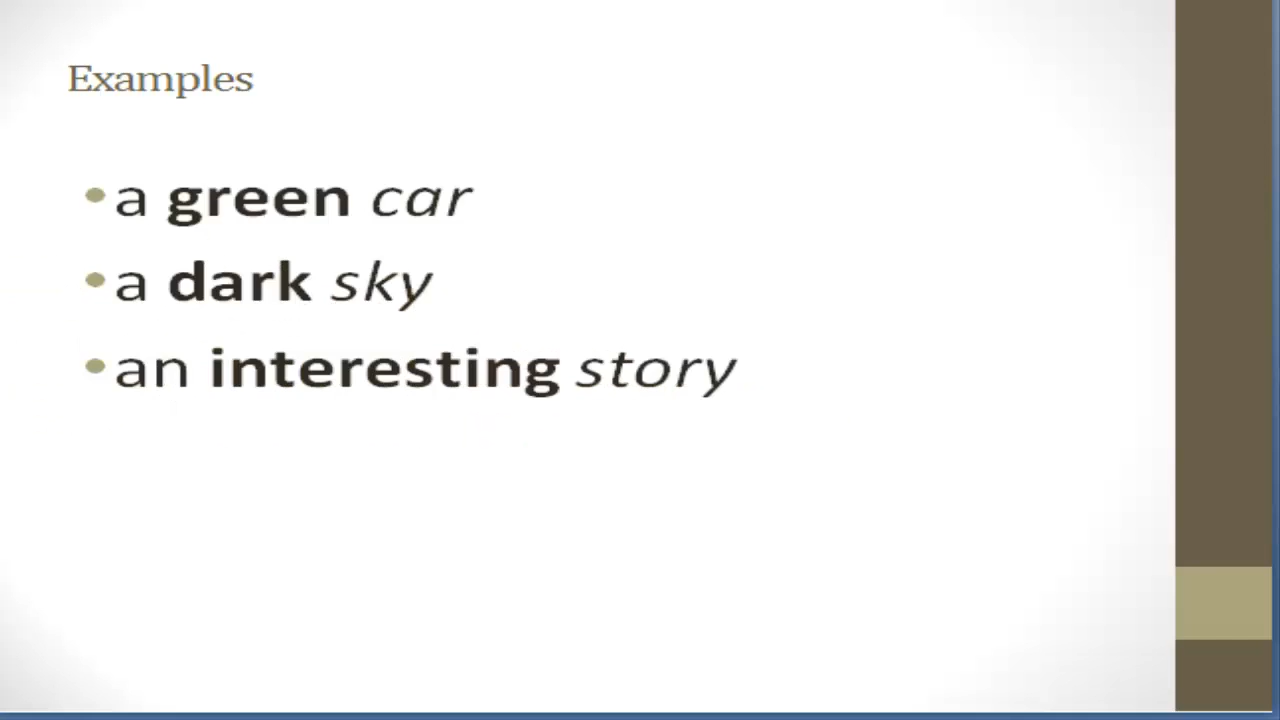 Examples
• a green car
• a dark sky
• an interesting story